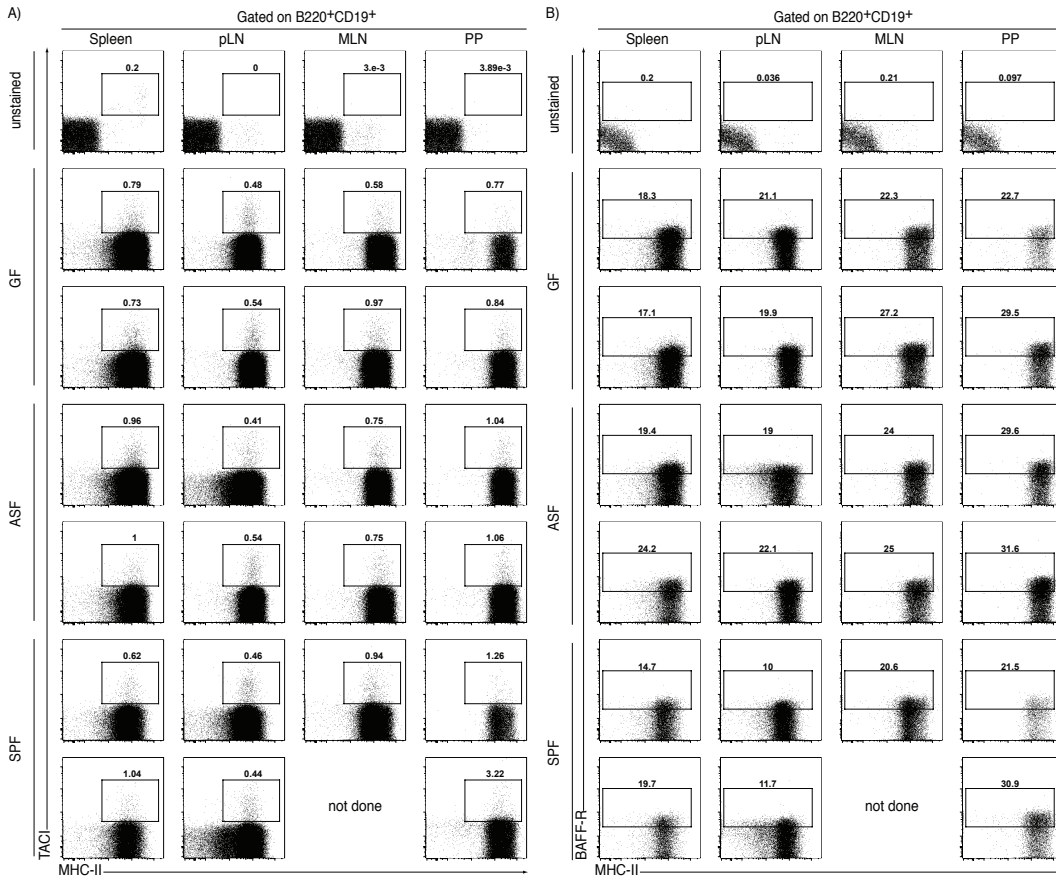 A)
Gated on B220+CD19+
Spleen pLN MLN PP
unstained
0.2 0 3.e-3 3.89e-3
GF
0.79 0.48 0.58 0.77
0.73 0.54 0.97 0.84
ASF
0.96 0.41 0.75 1.04
1 0.54 0.75 1.06
SPF
0.62 0.46 0.94 1.26
1.04 0.44 not done 3.22
TACI
MHC-II
B)
Gated on B220+CD19+
Spleen pLN MLN PP
unstained
0.2 0.036 0.21 0.097
GF
18.3 21.1 22.3 22.7
17.1 19.9 27.2 29.5
ASF
19.4 19 24 29.6
24.2 22.1 25 31.6
SPF
14.7 10 20.6 21.5
19.7 11.7 not done 30.9
BAFF-R
MHC-II